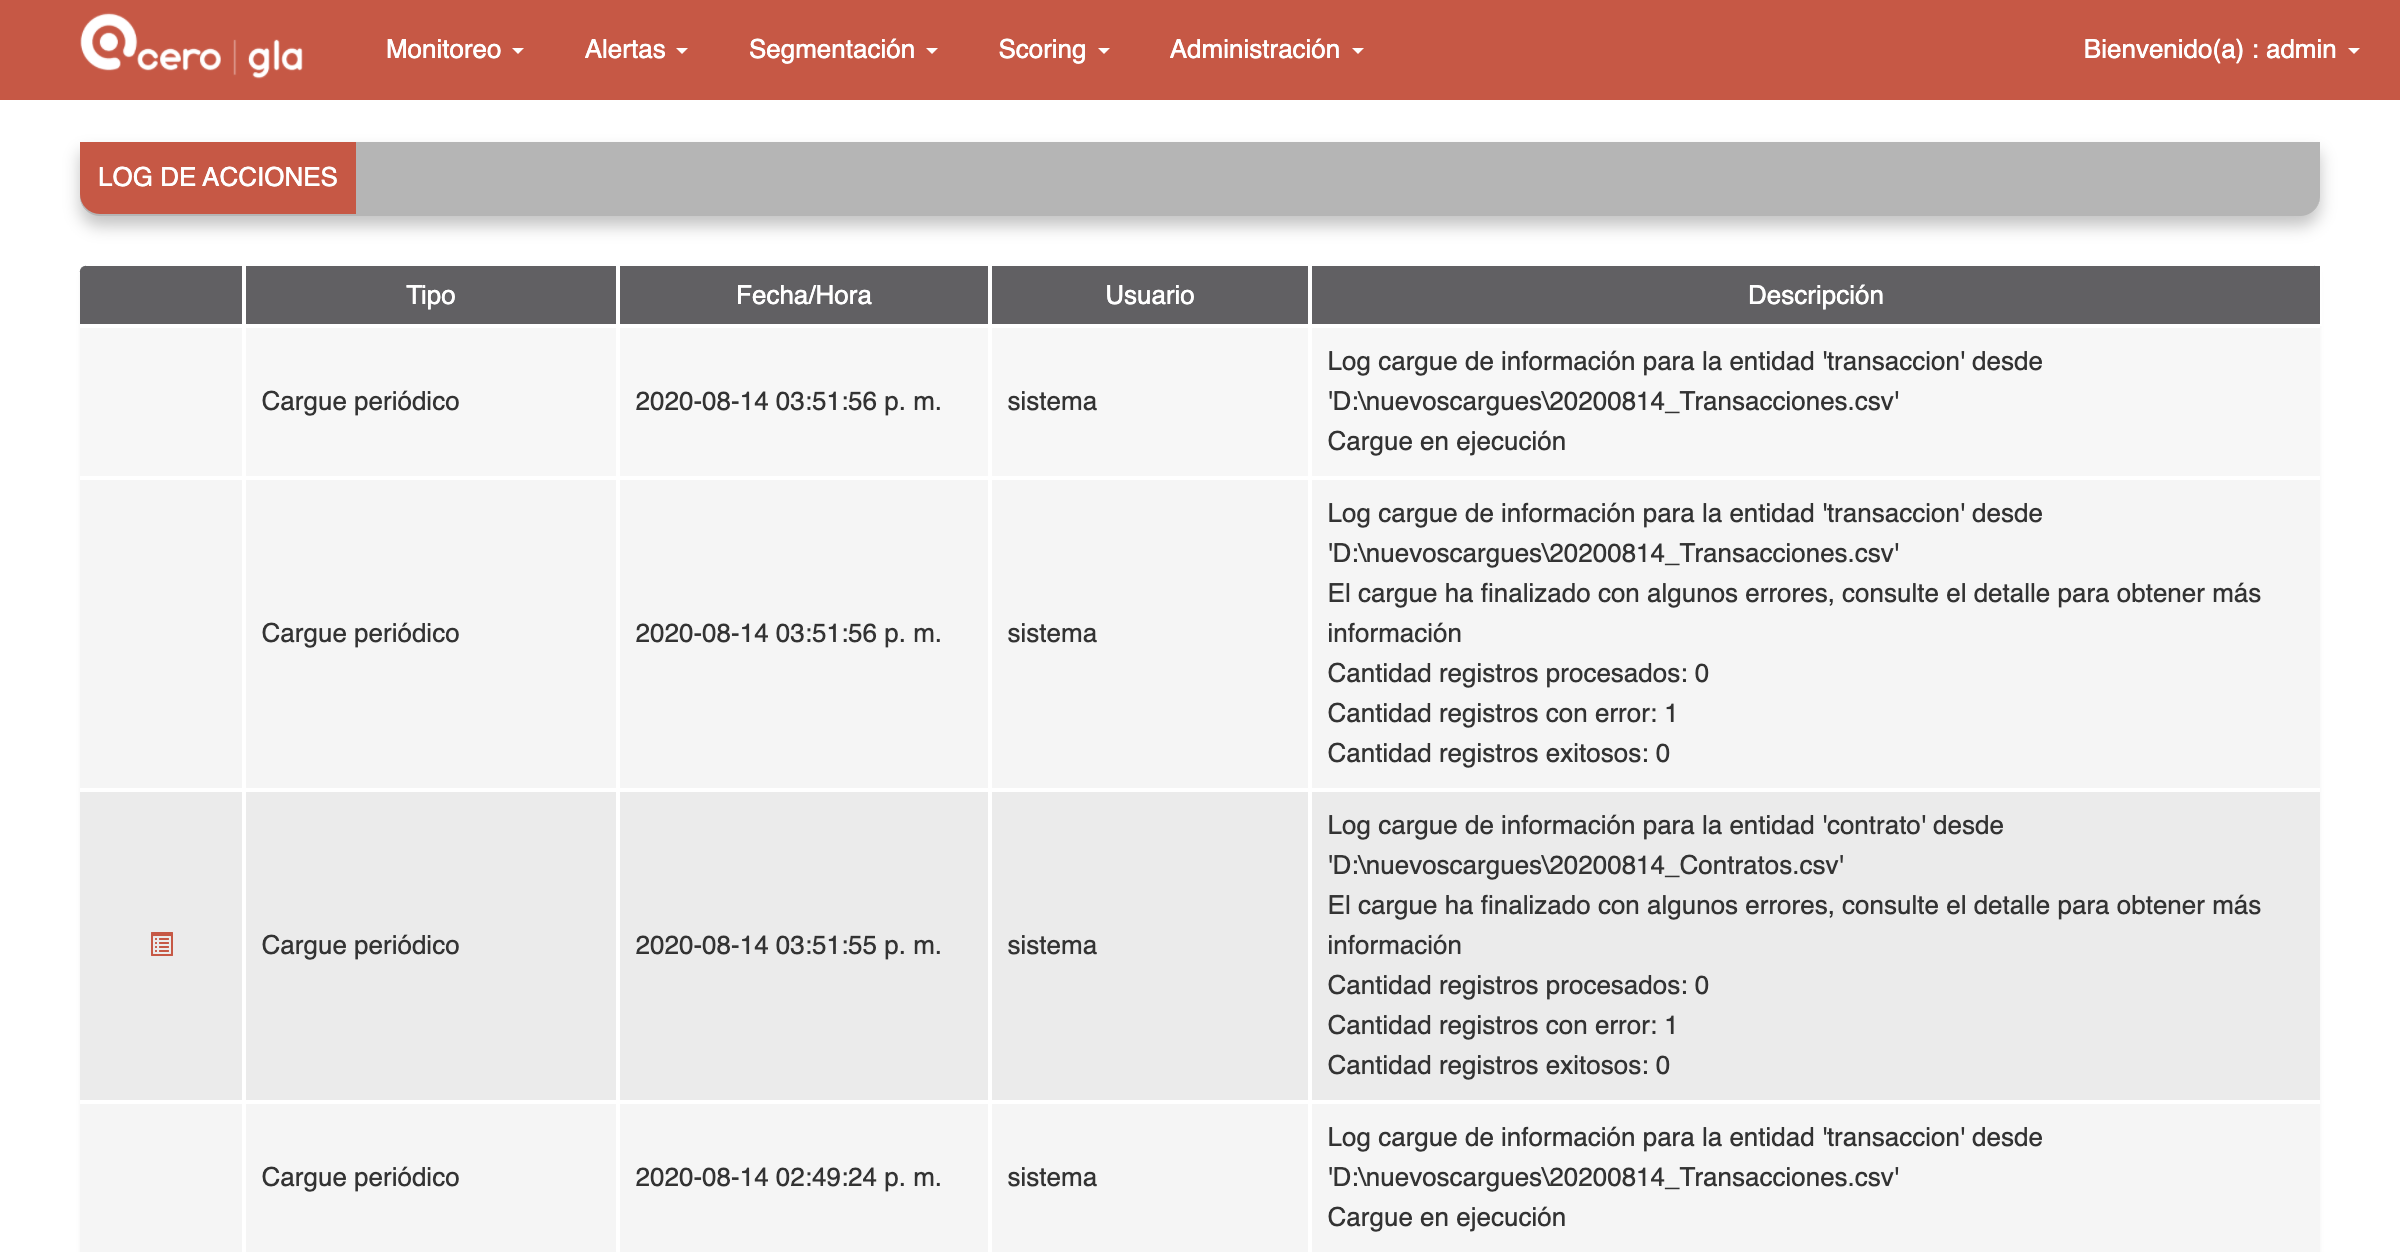 @cero | gla
Monitoreo
Alertas
Segmentación
Scoring
Administración
Bienvenido(a) : admin
LOG DE ACCIONES
Tipo
Fecha/Hora
Usuario
Descripción
Cargue periódico
2020-08-14 03:51:56 p. m.
sistema
Log cargue de información para la entidad 'transaccion' desde
'D:\nuevoscargues\20200814_Transacciones.csv'
Cargue en ejecución
Cargue periódico
2020-08-14 03:51:56 p. m.
sistema
Log cargue de información para la entidad 'transaccion' desde
'D:\nuevoscargues\20200814_Transacciones.csv'
El cargue ha finalizado con algunos errores, consulte el detalle para obtener más
información
Cantidad registros procesados: 0
Cantidad registros con error: 1
Cantidad registros exitosos: 0
Cargue periódico
2020-08-14 03:51:55 p. m.
sistema
Log cargue de información para la entidad 'contrato' desde
'D:\nuevoscargues\20200814_Contratos.csv'
El cargue ha finalizado con algunos errores, consulte el detalle para obtener más
información
Cantidad registros procesados: 0
Cantidad registros con error: 1
Cantidad registros exitosos: 0
Cargue periódico
2020-08-14 02:49:24 p. m.
sistema
Log cargue de información para la entidad 'transaccion' desde
'D:\nuevoscargues\20200814_Transacciones.csv'
Cargue en ejecución